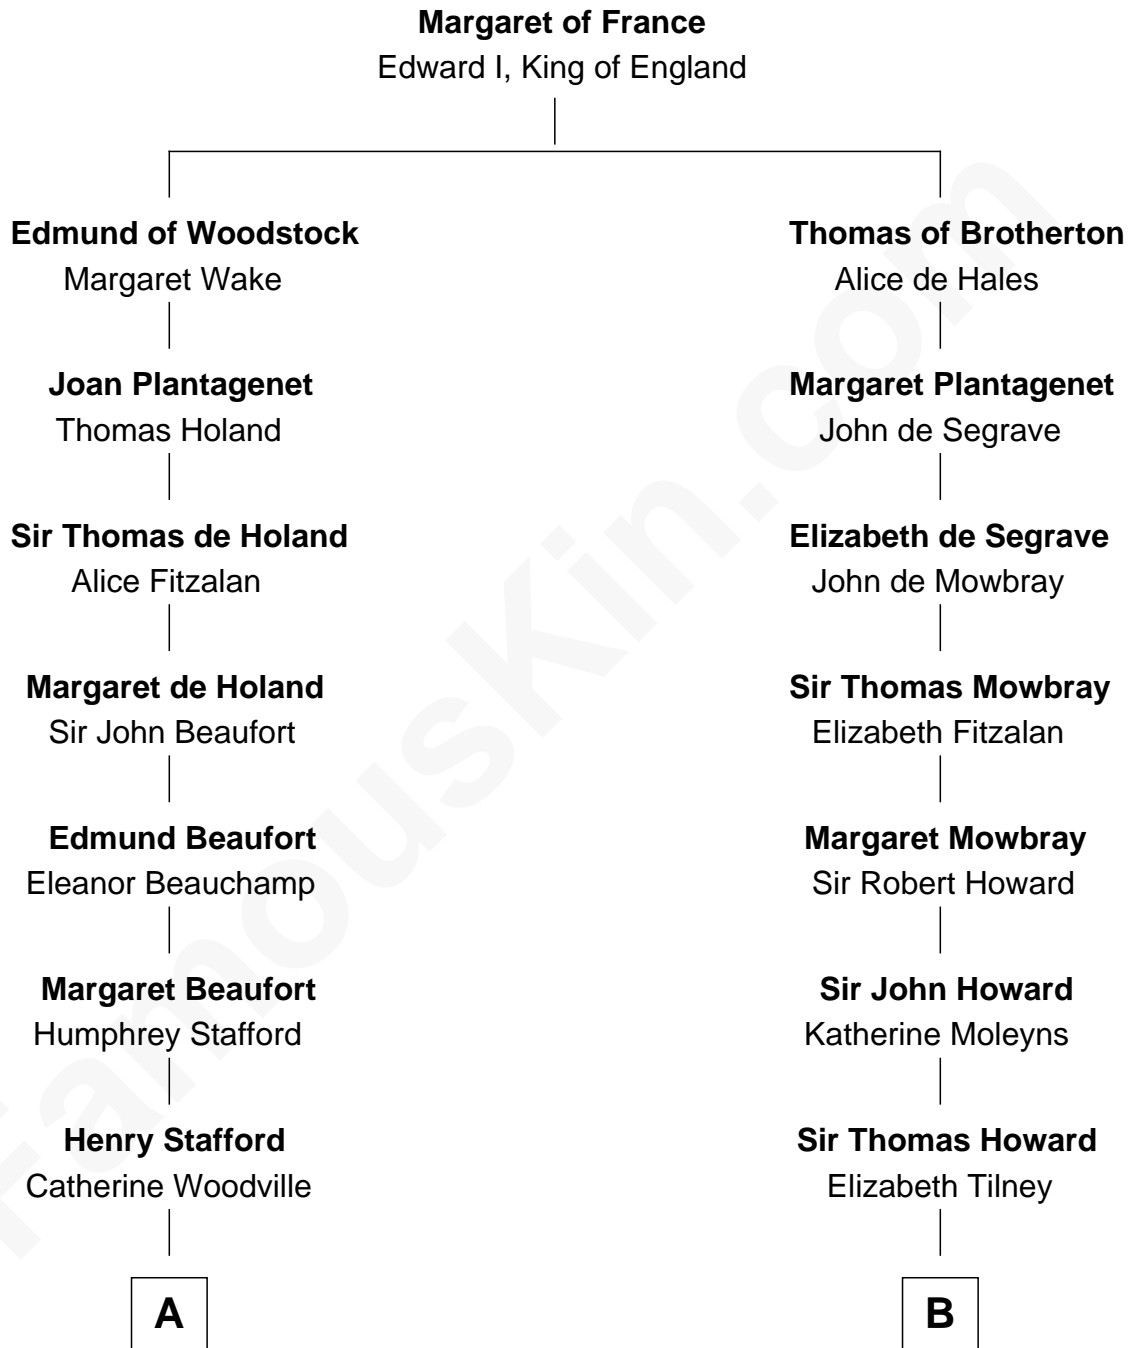 Margaret of France
Edward I, King of England
Edmund of Woodstock
Margaret Wake
Thomas of Brotherton
Alice de Hales
Joan Plantagenet
Thomas Holand
Margaret Plantagenet
John de Segrave
Sir Thomas de Holand
Alice Fitzalan
Elizabeth de Segrave
John de Mowbray
Margaret de Holand
Sir John Beaufort
Sir Thomas Mowbray
Elizabeth Fitzalan
Edmund Beaufort
Eleanor Beauchamp
Margaret Mowbray
Sir Robert Howard
Margaret Beaufort
Humphrey Stafford
Sir John Howard
Katherine Moleyns
Henry Stafford
Catherine Woodville
Sir Thomas Howard
Elizabeth Tilney
A
B
FamousKin.com